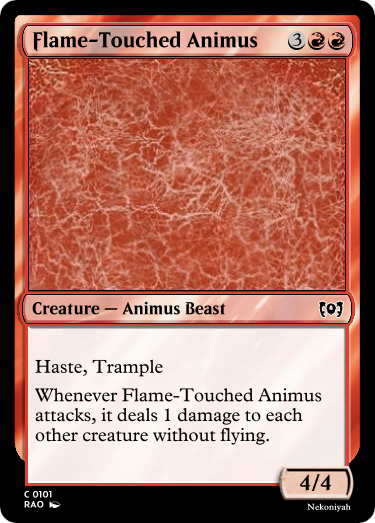 Flame-Touched Animus 3
Creature — Animus Beast
Haste, Trample
Whenever Flame-Touched Animus
attacks, it deals 1 damage to each
other creature without flying.
4/4
C 0101
RAO
Nekoniyah